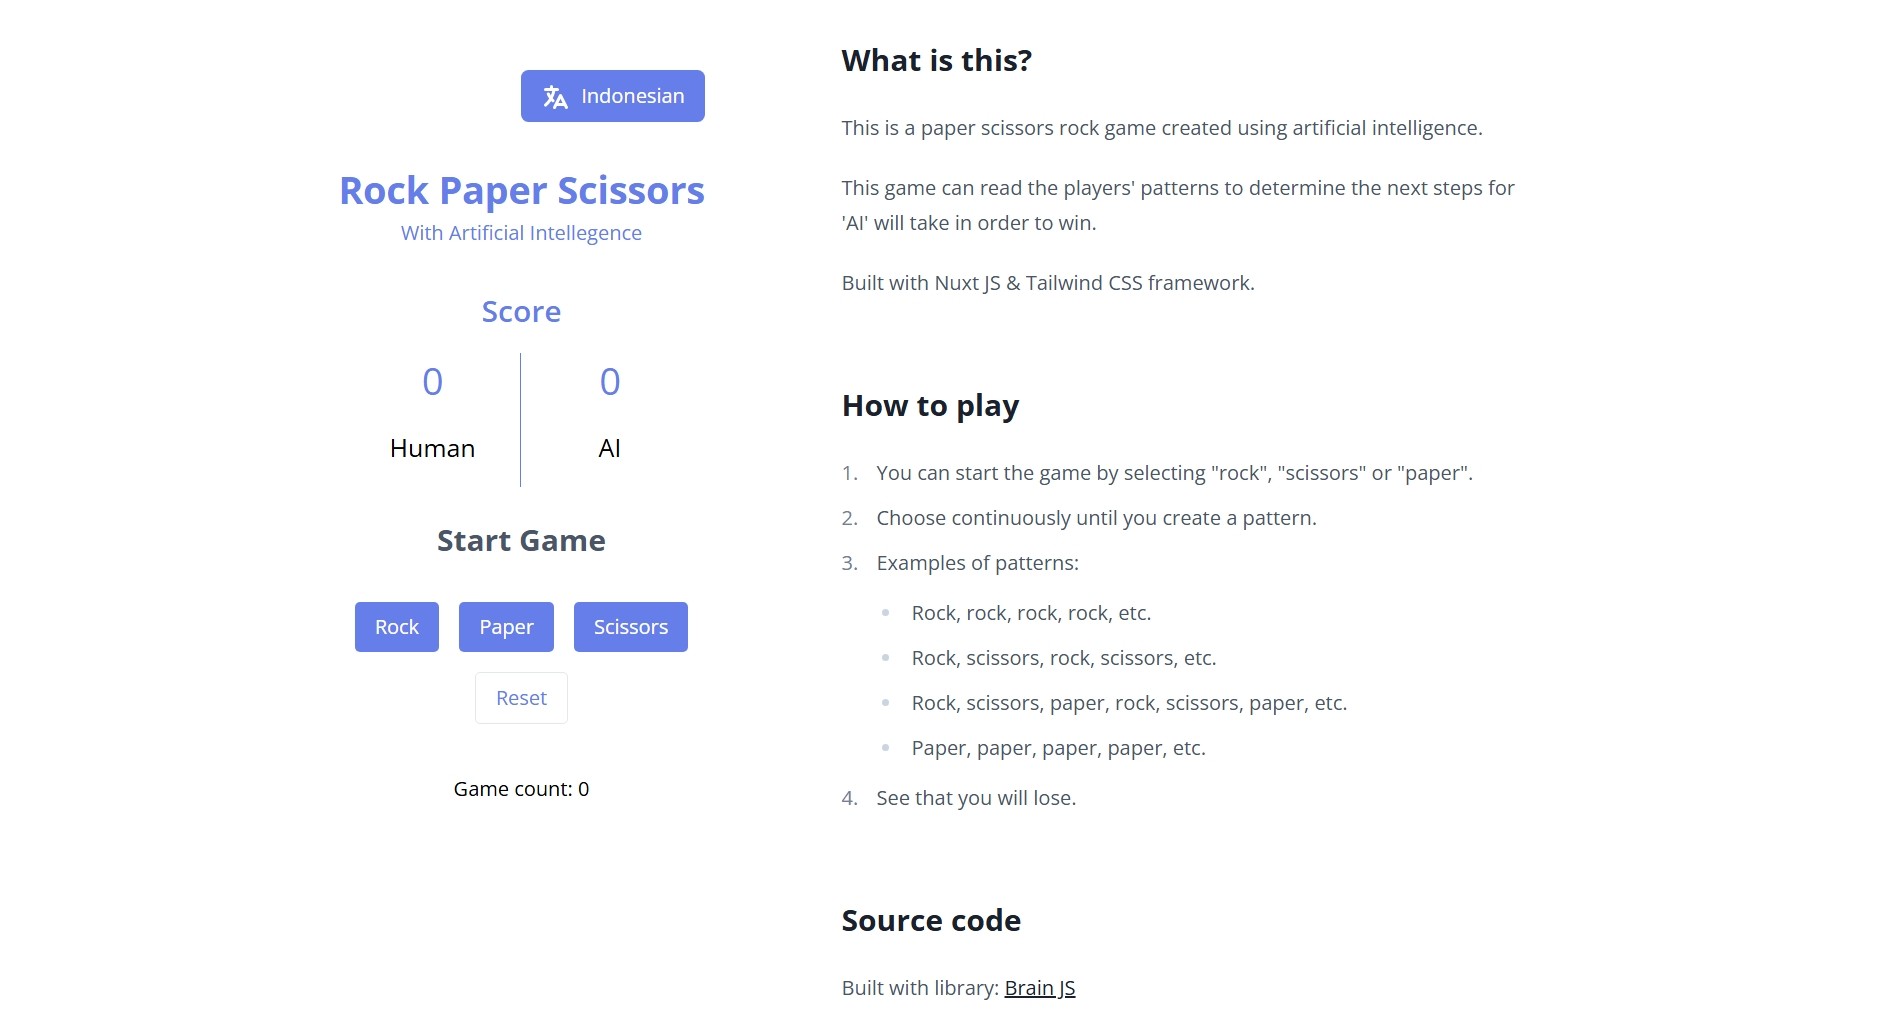 Indonesian
Rock Paper Scissors
With Artificial Intellegence
Score
0
Human
0
AI
Start Game
Rock
Paper
Scissors
Reset
Game count: 0
What is this?
This is a paper scissors rock game created using artificial intelligence.
This game can read the players' patterns to determine the next steps for
'AI' will take in order to win.
Built with Nuxt JS & Tailwind CSS framework.
How to play
1. You can start the game by selecting "rock", "scissors" or "paper".
2. Choose continuously until you create a pattern.
3. Examples of patterns:
Rock, rock, rock, rock, etc.
Rock, scissors, rock, scissors, etc.
Rock, scissors, paper, rock, scissors, paper, etc.
Paper, paper, paper, paper, etc.
4. See that you will lose.
Source code
Built with library: Brain JS